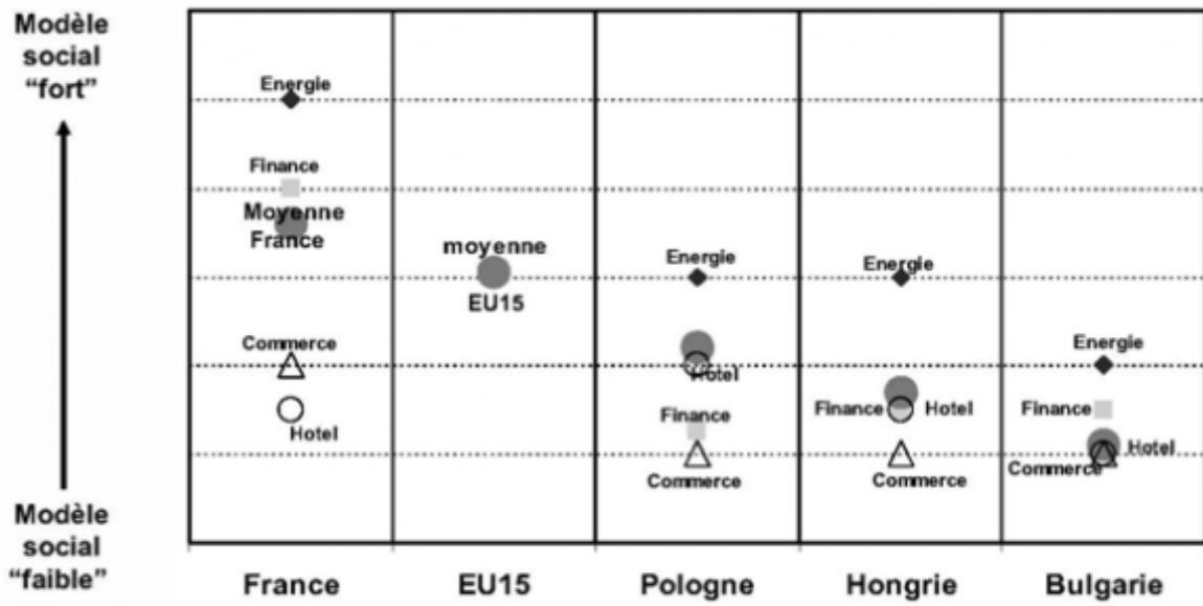 Modèle
social
“fort”
Modèle
social
“faible”
Energie
Finance
Moyenne
France
Commerce
Hotel
moyenne
EU15
Energie
Hotel
Finance
Commerce
Energie
Finance
Hotel
Commerce
Energie
Finance
Hotel
Commerce
France
EU15
Pologne
Hongrie
Bulgarie